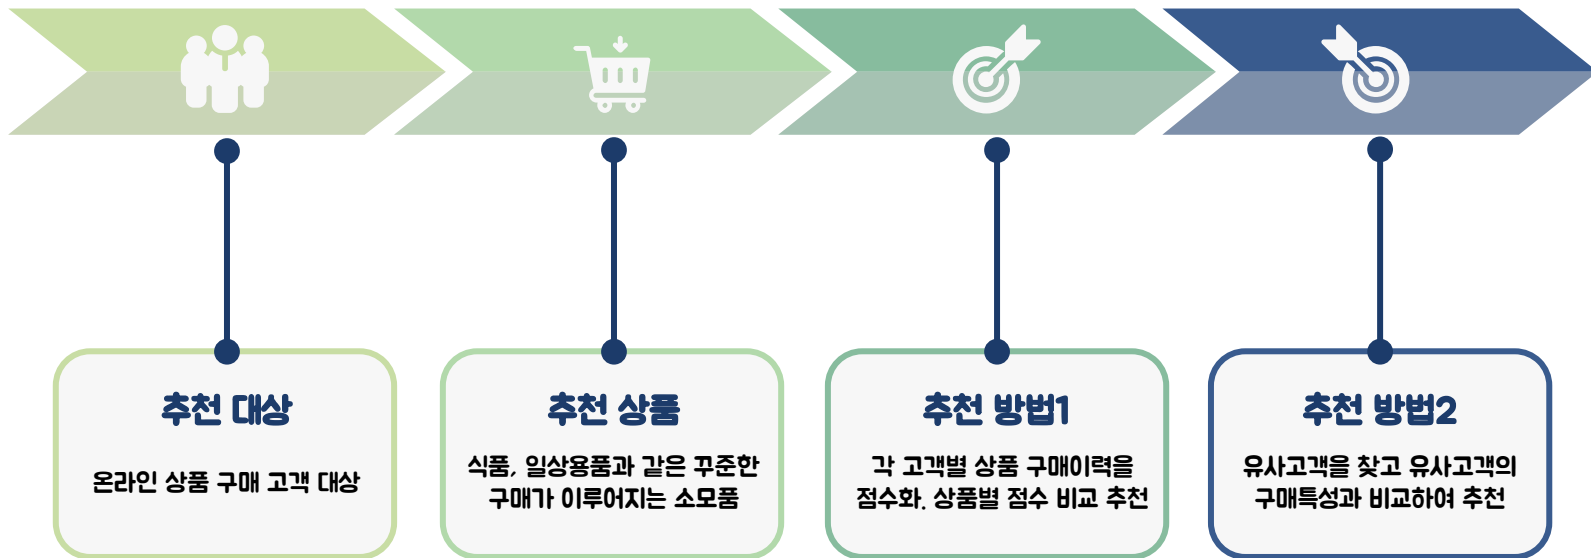 추천 대상
온라인 상품 구매 고객 대상
추천 상품
식품, 일상용품과 같은 꾸준한
구매가 이루어지는 소모품
추천 방법1
각 고객별 상품 구매이력을
점수화. 상품별 점수 비교 추천
추천 방법2
유사고객을 찾고 유사고객의
구매특성과 비교하여 추천